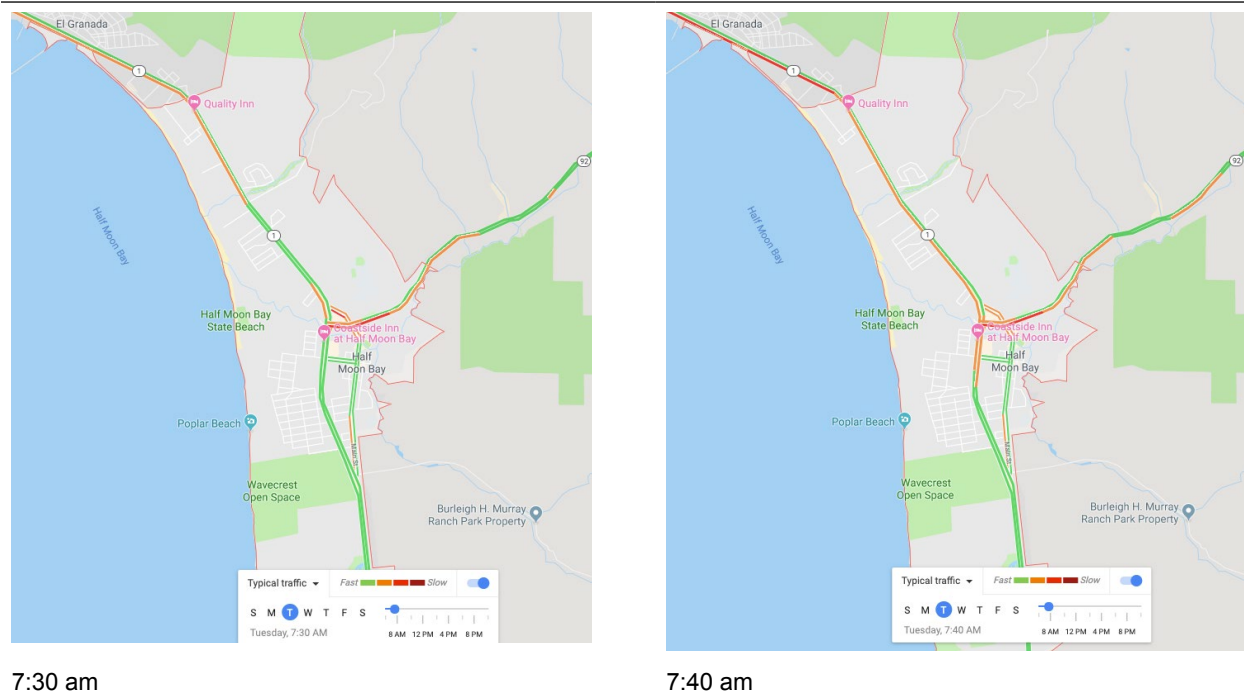 El Granada
1
Quality Inn
92
Half Moon Bay
1
Half Moon Bay
State Beach
Coastside Inn
at Half Moon Bay
Half
Moon Bay
Poplar Beach
Main St
Wavecrest
Open Space
Burleigh H. Murray
Ranch Park Property
Typical traffic
Fast
Slow
S M T W T F S
Tuesday, 7:30 AM
8 AM 12 PM 4 PM 8 PM
7:30 am
El Granada
1
Quality Inn
92
Half Moon Bay
1
Half Moon Bay
State Beach
Coastside Inn
at Half Moon Bay
Half
Moon Bay
Poplar Beach
Main St
Wavecrest
Open Space
Burleigh H. Murray
Ranch Park Property
Typical traffic
Fast
Slow
S M T W T F S
Tuesday, 7:40 AM
8 AM 12 PM 4 PM 8 PM
7:40 am